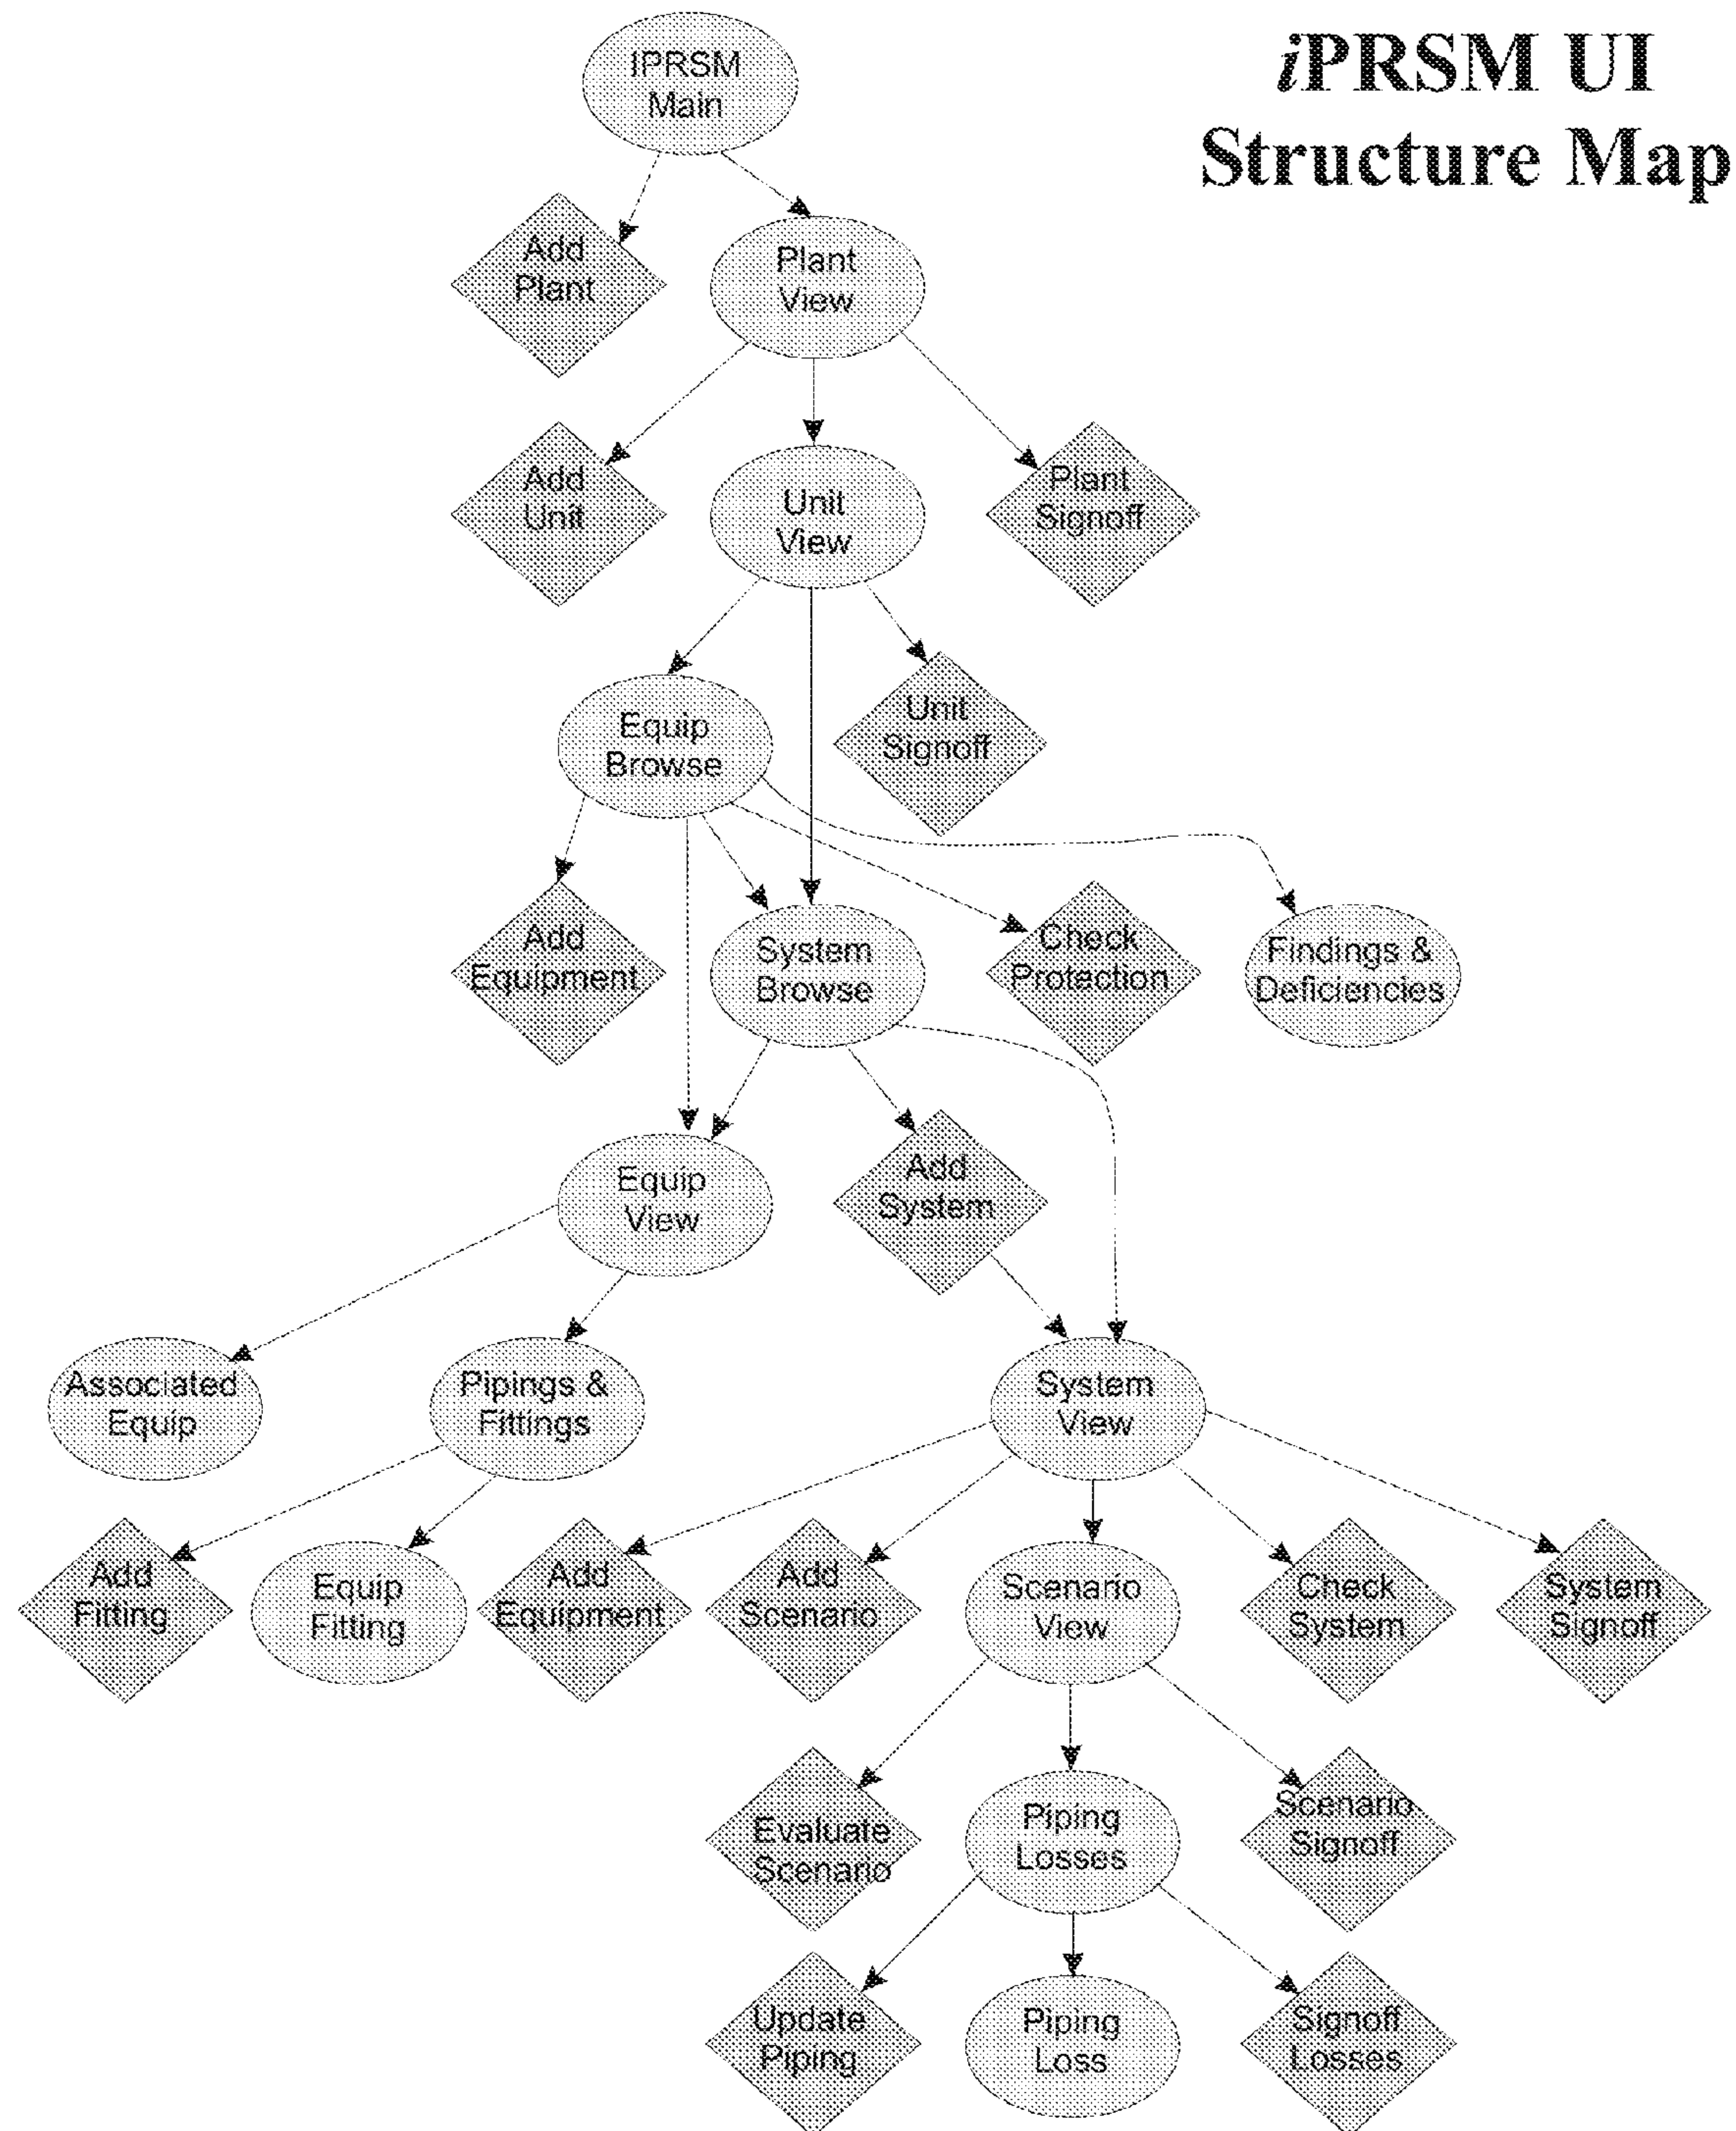 iPRSM UI
Structure Map
IPRSM
Main
Add
Plant
Plant
View
Add
Unit
Unit
View
Plant
Signoff
Equip
Browse
Unit
Signoff
Add
Equipment
System
Browse
Check
Protection
Findings &
Deficiencies
Equip
View
Add
System
Associated
Equip
Pipings &
Fittings
System
View
Add
Fitting
Equip
Fitting
Add
Equipment
Add
Scenario
Scenario
View
Check
System
System
Signoff
Evaluate
Scenario
Piping
Losses
Scenario
Signoff
Update
Piping
Piping
Loss
Signoff
Losses